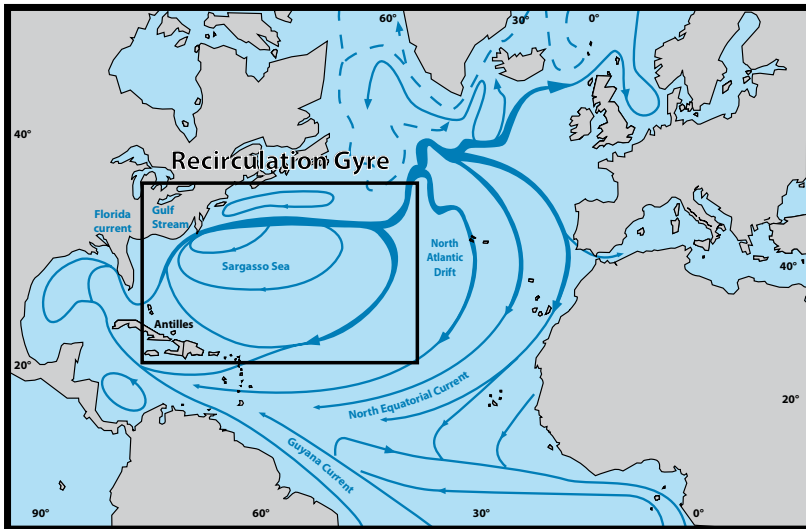 60°
30°
0°
40°
Recirculation Gyre
Florida
current
Gulf
Stream
North
Atlantic
Drift
Sargasso Sea
40°
Antilles
20°
North Equatorial Current
20°
Guyana Current
90°
60°
30°
0°